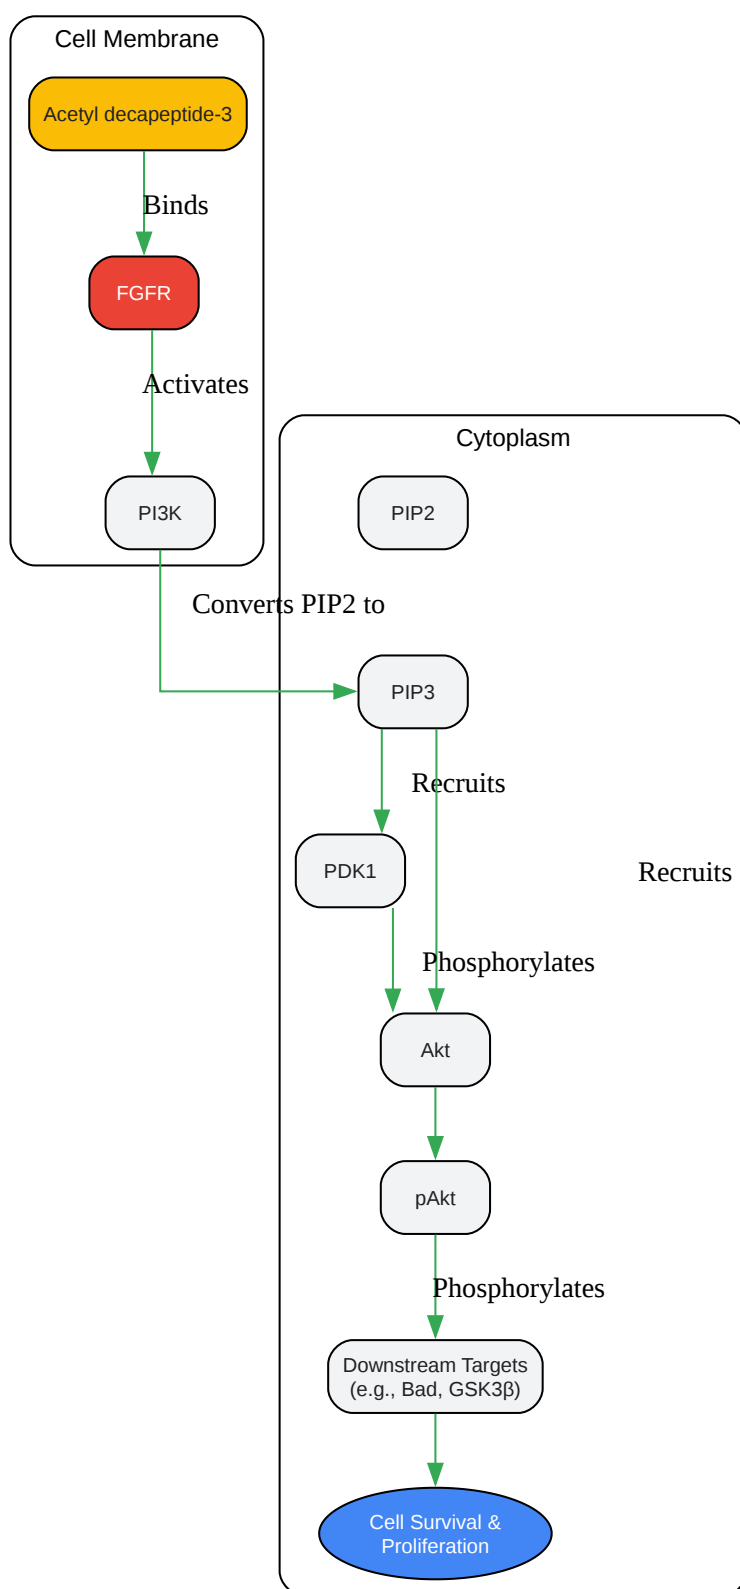 Cell Membrane
Acetyl decapeptide-3
Binds
FGFR
Activates
Cytoplasm
PI3K
PIP2
Converts PIP2 to
PIP3
Recruits
PDK1
Recruits
Phosphorylates
Akt
pAkt
Phosphorylates
Downstream Targets
(e.g., Bad, GSK3β)
Cell Survival &
Proliferation